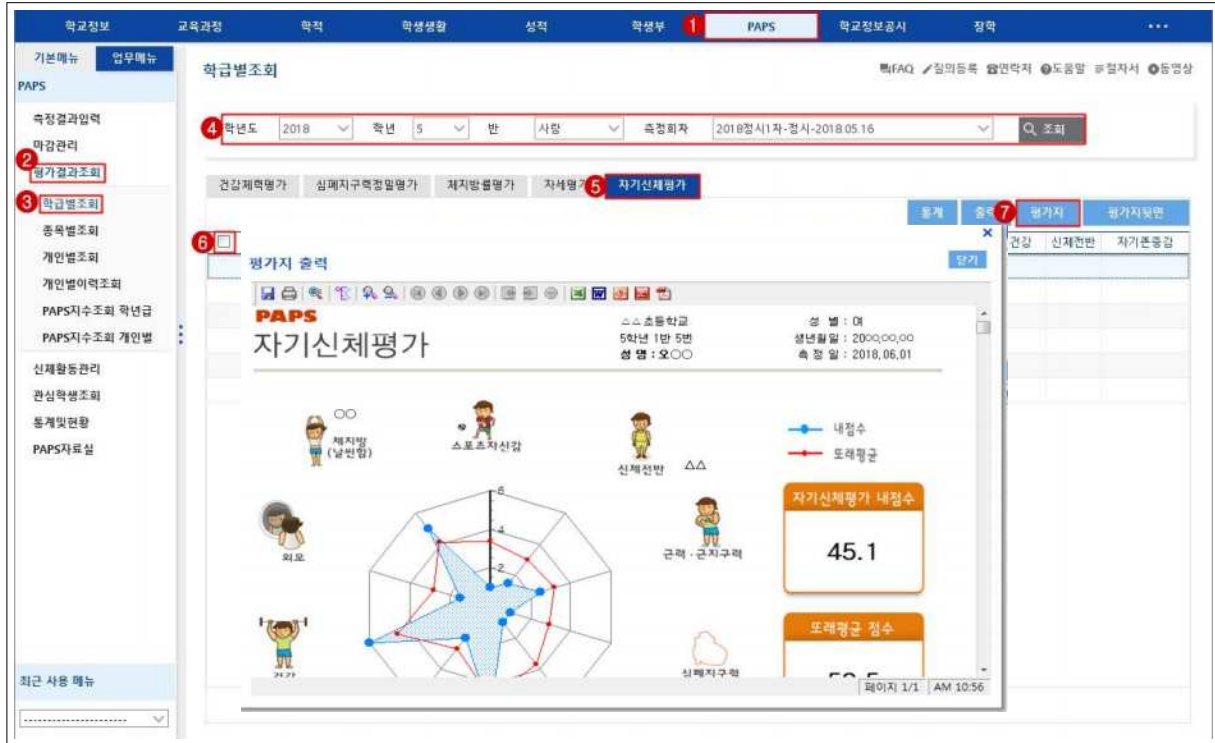 학교정보 교육과정 학적 학생생활 성적 학생부 1 PAPS 학교정보공시 장학 ...
기본메뉴 업무메뉴
PAPS
측정결과입력
마감관리
2 평가결과조회
3 학급별조회
종목별조회
개인별조회
개인별이력조회
PAPS지수조회 학년급
PAPS지수조회 개인별
신체활동관리
관심학생조회
통계및현황
PAPS자료실
최근 사용 메뉴
----------------------
학급별조회
FAQ 질의등록 연락처 도움말 절차서 동영상
4 학년도 2018 학년 5 반 사랑 측정회차 2018정시1차-정시-2018.05.16 조회
건강체력평가 심폐지구력정밀평가 체지방률평가 자세평가 5 자기신체평가
통계 출력 7 평가지 평가지뒷면
6 건강 신체전반 자기존중감
×
평가지 출력 닫기
PAPS
자기신체평가
△△초등학교
5학년 1반 5번
성 명 : 오○○
성 별 : 여
생년월일 : 20○○,○○,○○
측 정 일 : 2018,06,01
○○
체지방
(날씬함)
스포츠자신감
신체전반 △△
내점수
또래평균
외모
6
4
2
근력 · 근지구력
자기신체평가 내점수
45.1
또래평균 점수
건강
심폐지구력
페이지 1/1 AM 10:56